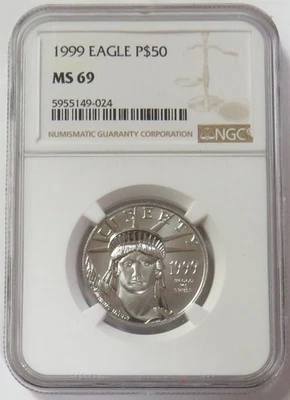 1999 EAGLE P$50
MS 69
5955149-024
NUMISMATIC GUARANTY CORPORATION
NGC
LIBERTY
1999